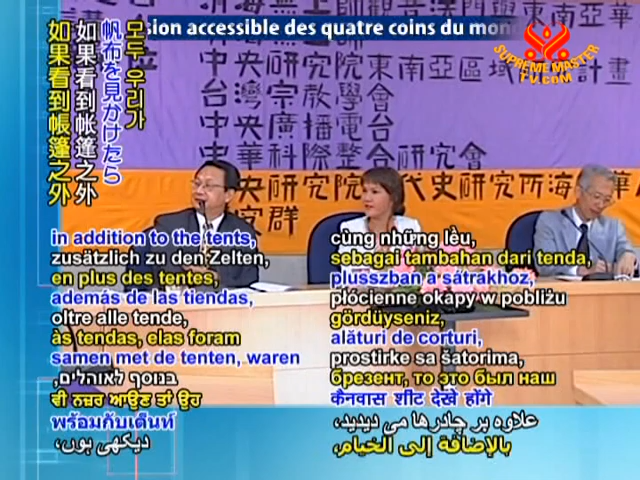 sion accessible des quatre coins du mon
SUPREME MASTER
TV.COM
모두 우리가
帆布を見かけたら
如果看到帐篷之外
如果看到帳篷之外
中央研究院東南亞區域
計畫
台灣宗教學會
中央廣播電台
中華科際整合研究會
in addition to the tents,
zusätzlich zu den Zelten,
en plus des tentes,
además de las tiendas,
oltre alle tende,
às tendas, elas foram
samen met de tenten, waren
בנוסף לאוהלים,
ਵੀ ਨਜ਼ਰ ਆਉਣ ਤਾਂ ਉਹ
พร้อมกับเต็นท์
دیکھی ہوں،
cùng những lều,
sebagai tambahan dari tenda,
plusszban a sátrakhoz,
płócienne okapy w pobliżu
gördüyseniz,
alături de corturi,
prostirke sa šatorima,
брезент, то это был наш
कैनवास शीट देखे होंगे
علاوه بر چادرها می دیدید،
بالإضافة إلى الخيام،